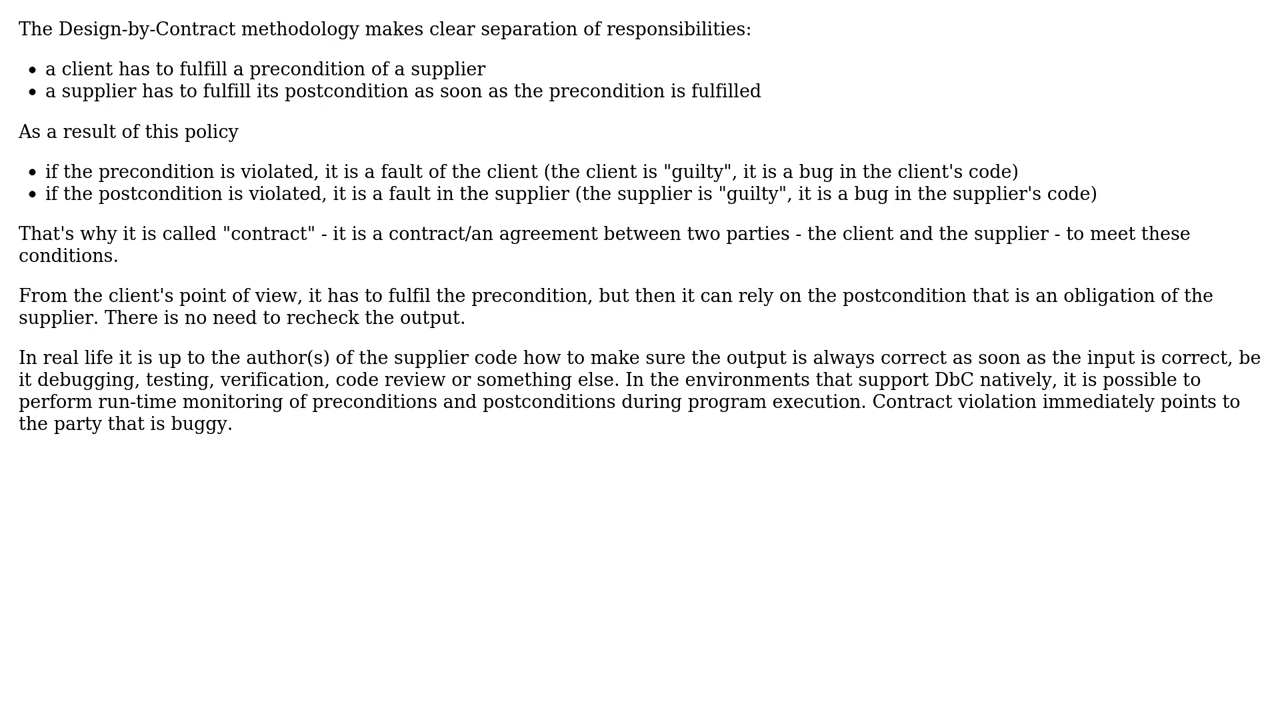 The Design-by-Contract methodology makes clear separation of responsibilities:
• a client has to fulfill a precondition of a supplier
• a supplier has to fulfill its postcondition as soon as the precondition is fulfilled
As a result of this policy
• if the precondition is violated, it is a fault of the client (the client is "guilty", it is a bug in the client's code)
• if the postcondition is violated, it is a fault in the supplier (the supplier is "guilty", it is a bug in the supplier's code)
That's why it is called "contract" - it is a contract/an agreement between two parties - the client and the supplier - to meet these
conditions.
From the client's point of view, it has to fulfil the precondition, but then it can rely on the postcondition that is an obligation of the
supplier. There is no need to recheck the output.
In real life it is up to the author(s) of the supplier code how to make sure the output is always correct as soon as the input is correct, be
it debugging, testing, verification, code review or something else. In the environments that support DbC natively, it is possible to
perform run-time monitoring of preconditions and postconditions during program execution. Contract violation immediately points to
the party that is buggy.